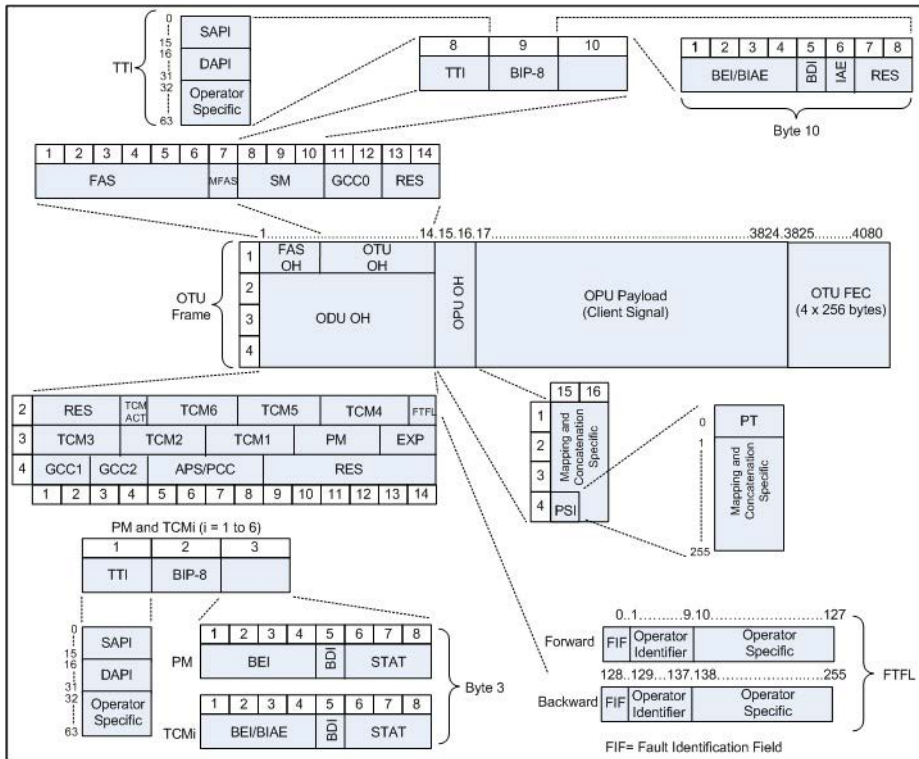 0
15
16
31
32
63
TTI
SAPI
DAPI
Operator
Specific
8 9 10
TTI BIP-8
1 2 3 4 5 6 7 8
BEI/BIAE BDI IAE RES
Byte 10
1 2 3 4 5 6 7 8 9 10 11 12 13 14
FAS MFAS SM GCC0 RES
1..............................14.15.16.17..................................................3824.3825.......4080
OTU
Frame
1
2
3
4
FAS
OH
OTU
OH
ODU OH
OPU OH
OPU Payload
(Client Signal)
OTU FEC
(4 x 256 bytes)
2 RES TCM
ACT TCM6 TCM5 TCM4 FTFL
3 TCM3 TCM2 TCM1 PM EXP
4 GCC1 GCC2 APS/PCC RES
1 2 3 4 5 6 7 8 9 10 11 12 13 14
15 16
1
2
3
4
Mapping and
Concatenation
Specific
PSI
0
1
255
PT
Mapping and
Concatenation
Specific
PM and TCMi (i = 1 to 6)
1 2 3
TTI BIP-8
0
15
16
31
32
63
SAPI
DAPI
Operator
Specific
PM
1 2 3 4 5 6 7 8
BEI BDI STAT
TCMi
1 2 3 4 5 6 7 8
BEI/BIAE BDI STAT
Byte 3
0..1........9.10......................127
Forward FIF Operator
Identifier Operator
Specific
128..129...137.138......................255
Backward FIF Operator
Identifier Operator
Specific
FTFL
FIF= Fault Identification Field